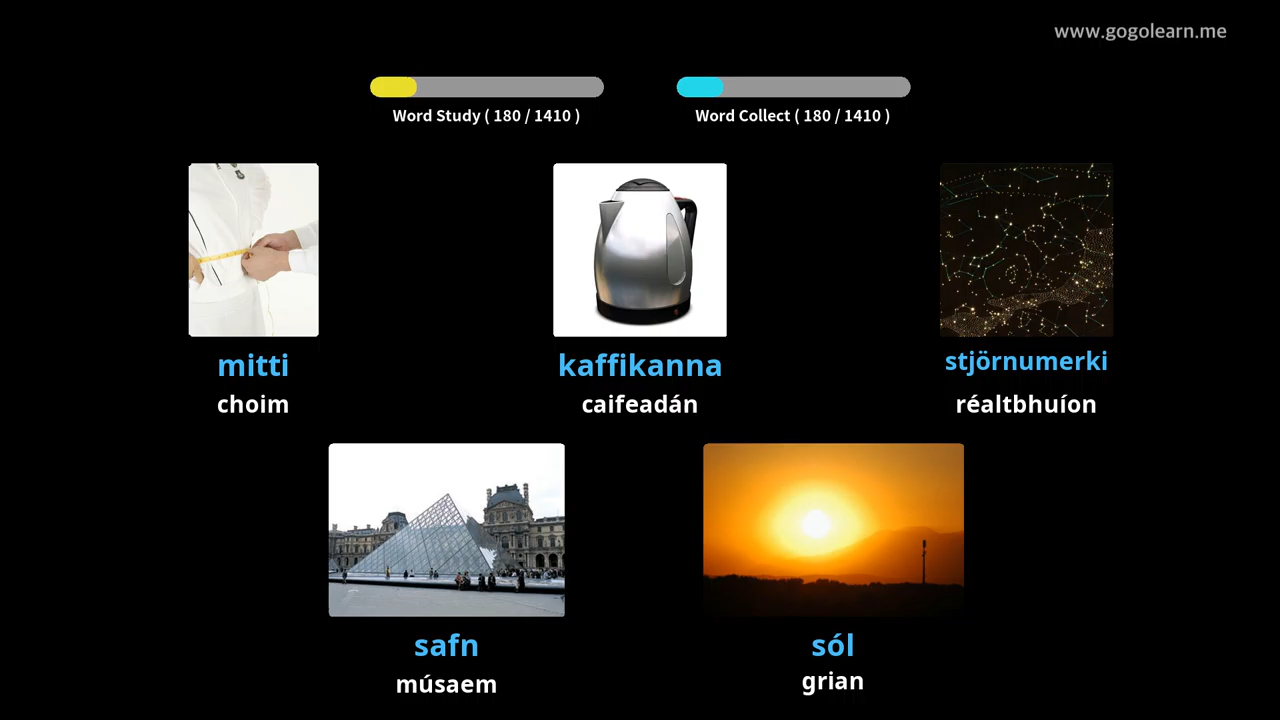 www.gogolearn.me
Word Study ( 180 / 1410 )
Word Collect ( 180 / 1410 )
mitti
choim
kaffikanna
caifeadán
stjörnumerki
réaltbhuíon
safn
músaem
sól
grian